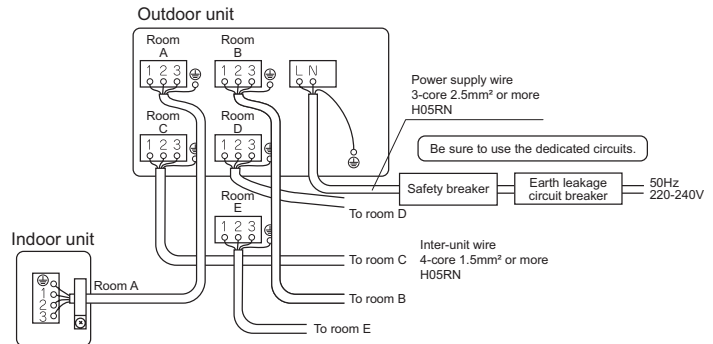 Outdoor unit
Room
A
1 2 3
Room
B
1 2 3
L N
Power supply wire
3-core 2.5mm² or more
H05RN
Room
C
1 2 3
Room
D
1 2 3
Be sure to use the dedicated circuits.
Safety breaker
Earth leakage
circuit breaker
50Hz
220-240V
Room
E
1 2 3
To room D
Indoor unit
To room C
Inter-unit wire
4-core 1.5mm² or more
H05RN
Room A
1
2
3
To room B
To room E